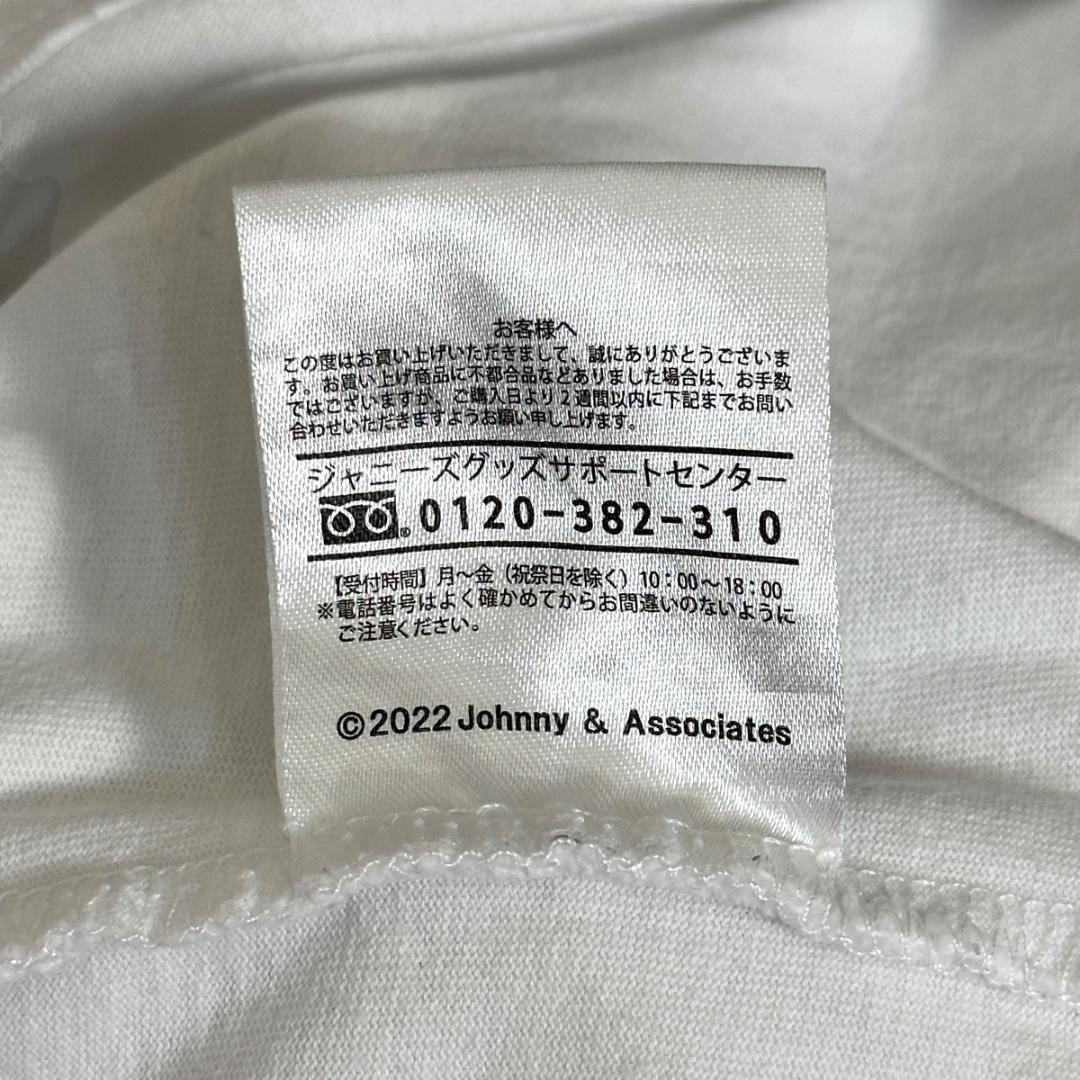 お客様へ
この度はお買い上げいただきまして、誠にありがとうございま
す。お買い上げ商品に不都合品などありました場合は、お手数
ではございますが、ご購入日より2週間以内に下記までお問い
合わせいただきますようお願い申し上げます。
ジャニーズグッズサポートセンター
0120-382-310
【受付時間】月〜金（祝祭日を除く）10：00〜18：00
※電話番号はよく確かめてからお間違いのないように
ご注意ください。
©2022 Johnny & Associates